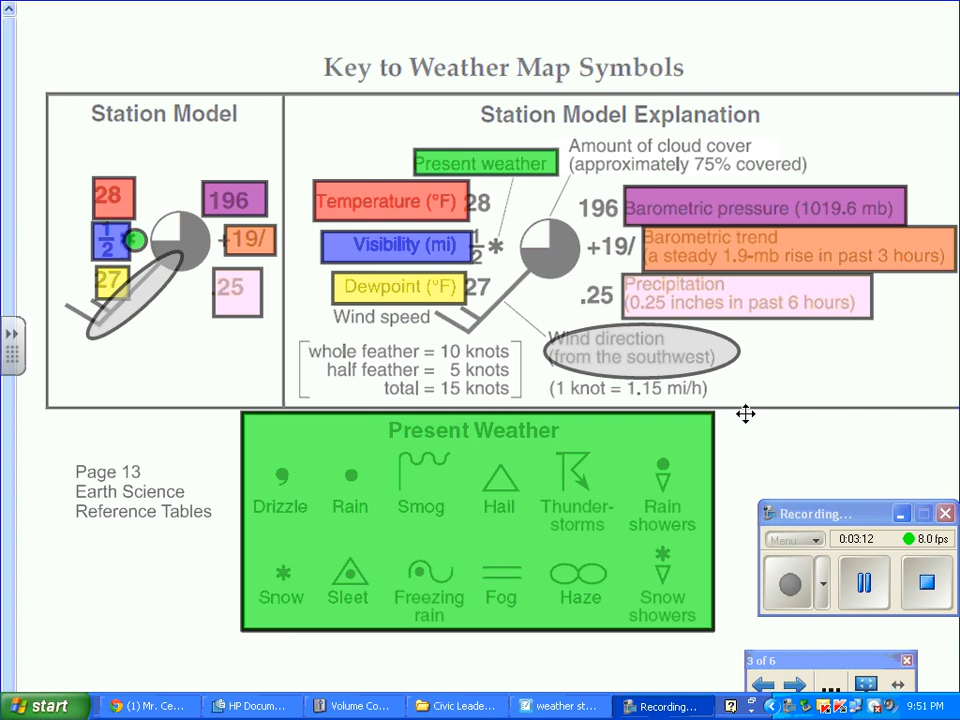 Key to Weather Map Symbols
Station Model
28
196
1/2
+19/
27
.25
Station Model Explanation
Amount of cloud cover
(approximately 75% covered)
Present weather
Temperature (°F) 28
196 Barometric pressure (1019.6 mb)
Visibility (mi) 1/2
+19/ Barometric trend
(a steady 1.9-mb rise in past 3 hours)
Dewpoint (°F) 27
.25 Precipitation
(0.25 inches in past 6 hours)
Wind speed
whole feather = 10 knots
half feather = 5 knots
total = 15 knots
Wind direction
(from the southwest)
(1 knot = 1.15 mi/h)
Page 13
Earth Science
Reference Tables
Present Weather
Drizzle Rain Smog Hail Thunder-
storms Rain
showers
Snow Sleet Freezing
rain Fog Haze Snow
showers
Recording...
Menu 0:03:12 8.0 fps
3 of 6
start (1) Mr. Ce... HP Docum... Volume Co... Civic Leade... weather st... Recording... 9:51 PM